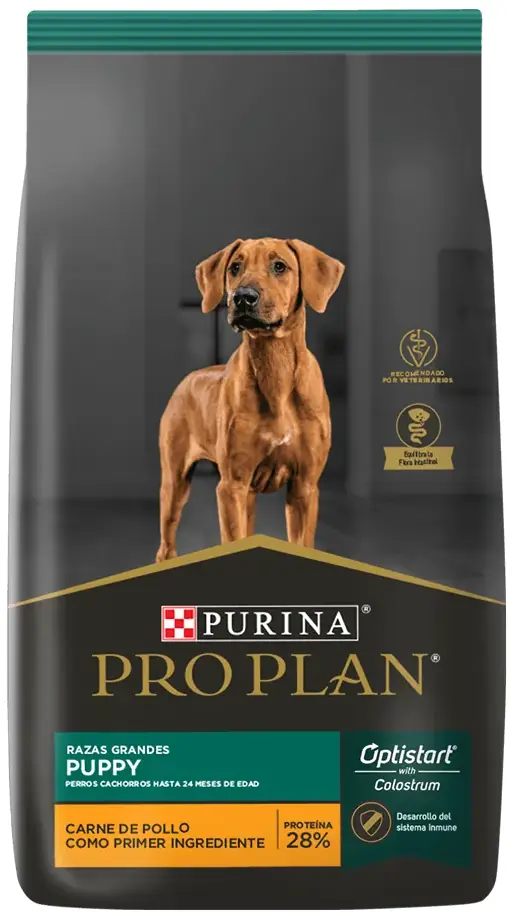 RECOMENDADO
POR VETERINARIOS
Equilibra la
Flora Intestinal
PURINA®
PRO PLAN®
RAZAS GRANDES
PUPPY
PERROS CACHORROS HASTA 24 MESES DE EDAD
CARNE DE POLLO
COMO PRIMER INGREDIENTE
PROTEÍNA
28%
Optistart®
with
Colostrum
Desarrollo del
sistema inmune